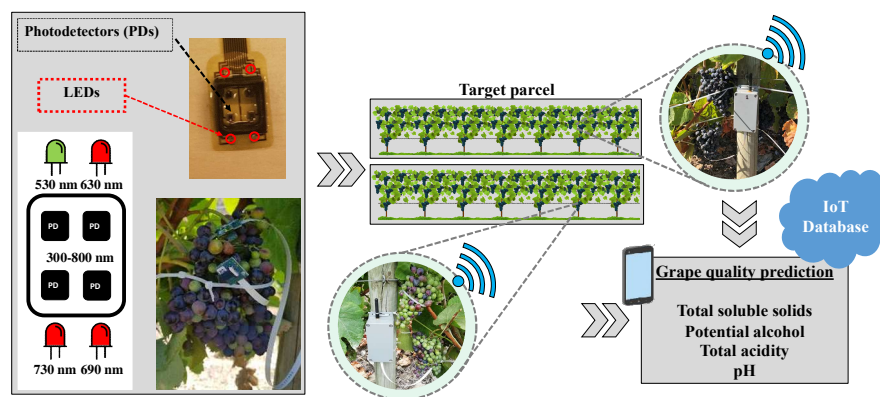 Photodetectors (PDs)
LEDs
530 nm 630 nm
PD PD
300-800 nm
PD PD
730 nm 690 nm
Target parcel
IoT
Database
Grape quality prediction
Total soluble solids
Potential alcohol
Total acidity
pH